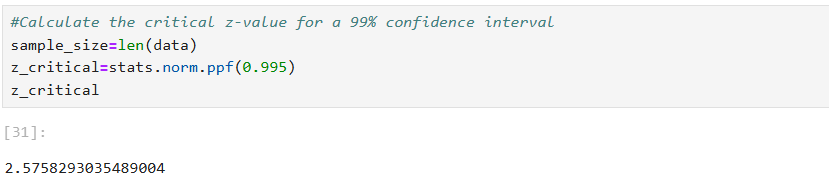 #Calculate the critical z-value for a 99% confidence interval
sample_size=len(data)
z_critical=stats.norm.ppf(0.995)
z_critical
[31]:
2.5758293035489004